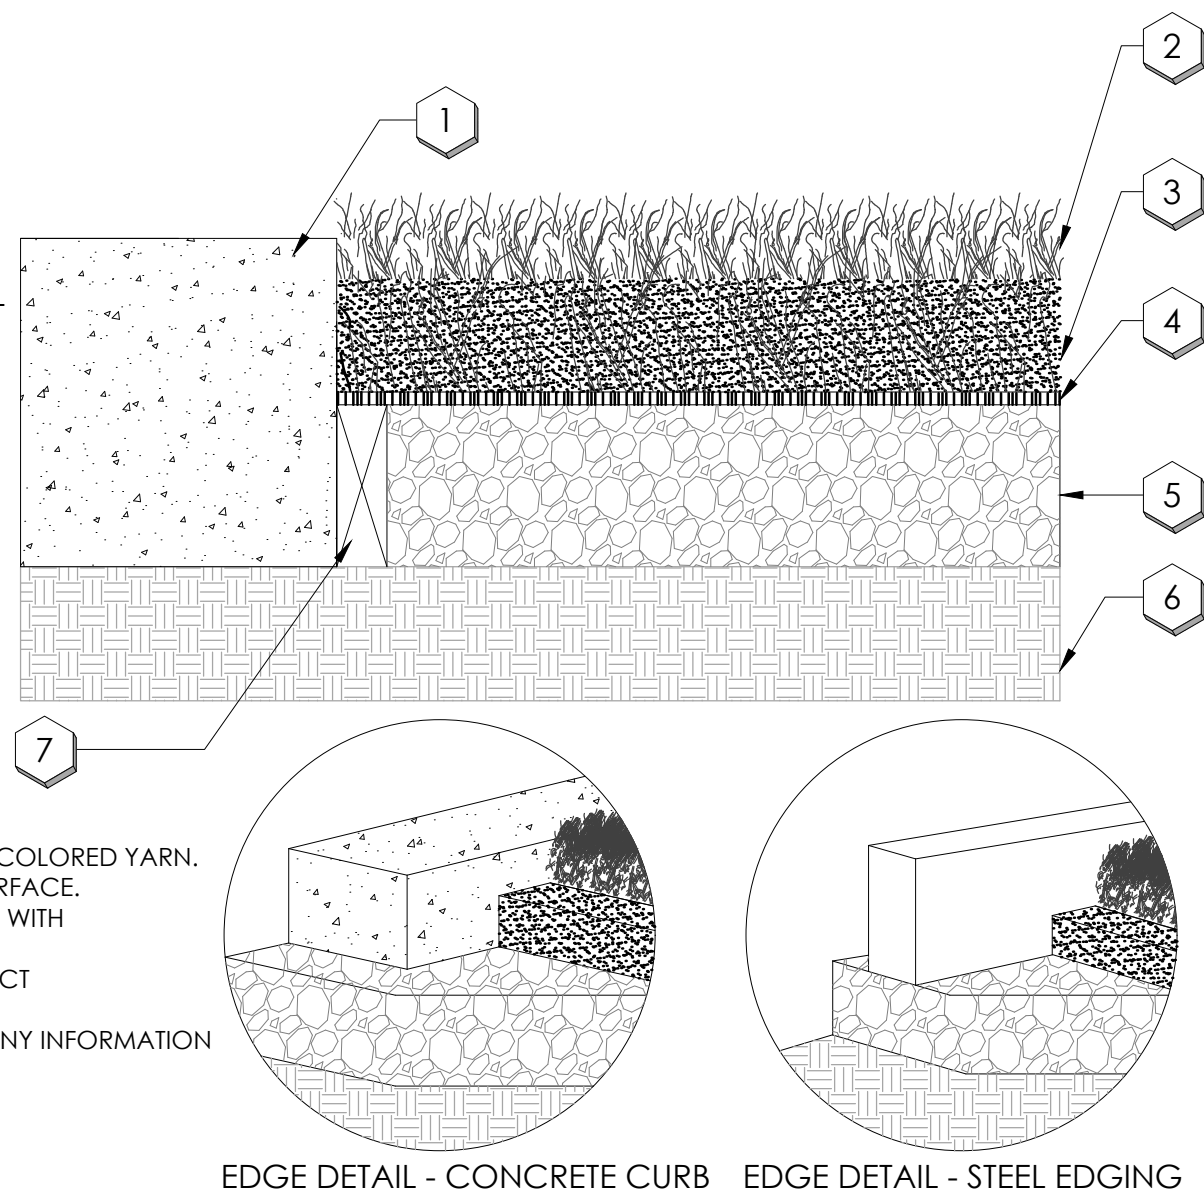 2
1
3
4
5
6
7
COLORED YARN.
RFACE.
WITH
CT
NY INFORMATION
EDGE DETAIL - CONCRETE CURB
EDGE DETAIL - STEEL EDGING